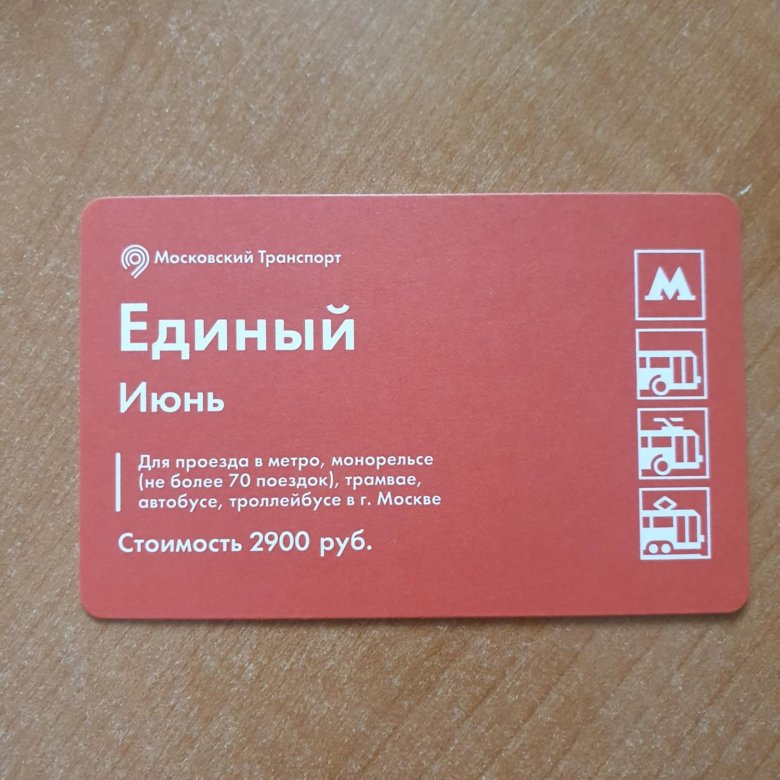 Московский Транспорт
Единый
Июнь
Для проезда в метро, монорельсе
(не более 70 поездок), трамвае,
автобусе, троллейбусе в г. Москве
Стоимость 2900 руб.
М